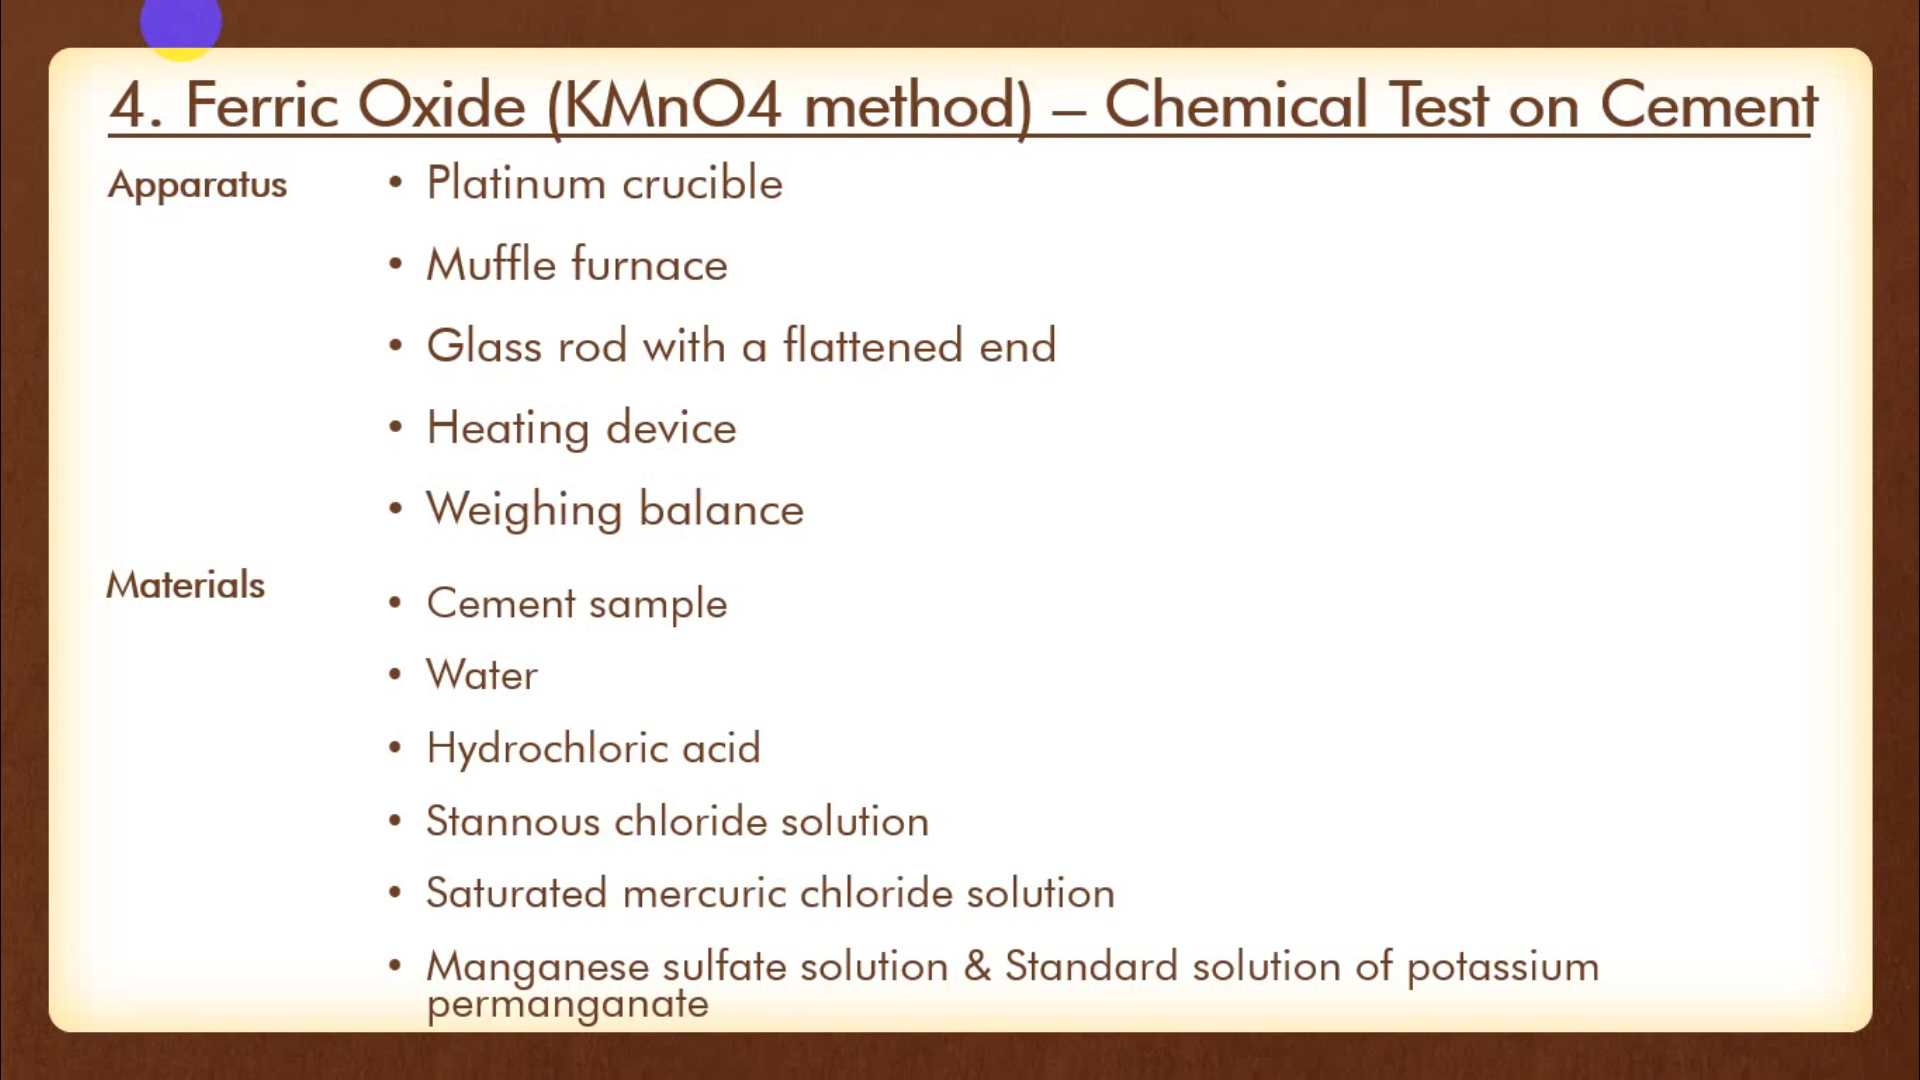 4. Ferric Oxide (KMnO4 method) – Chemical Test on Cement
Apparatus
• Platinum crucible
• Muffle furnace
• Glass rod with a flattened end
• Heating device
• Weighing balance
Materials
• Cement sample
• Water
• Hydrochloric acid
• Stannous chloride solution
• Saturated mercuric chloride solution
• Manganese sulfate solution & Standard solution of potassium
permanganate